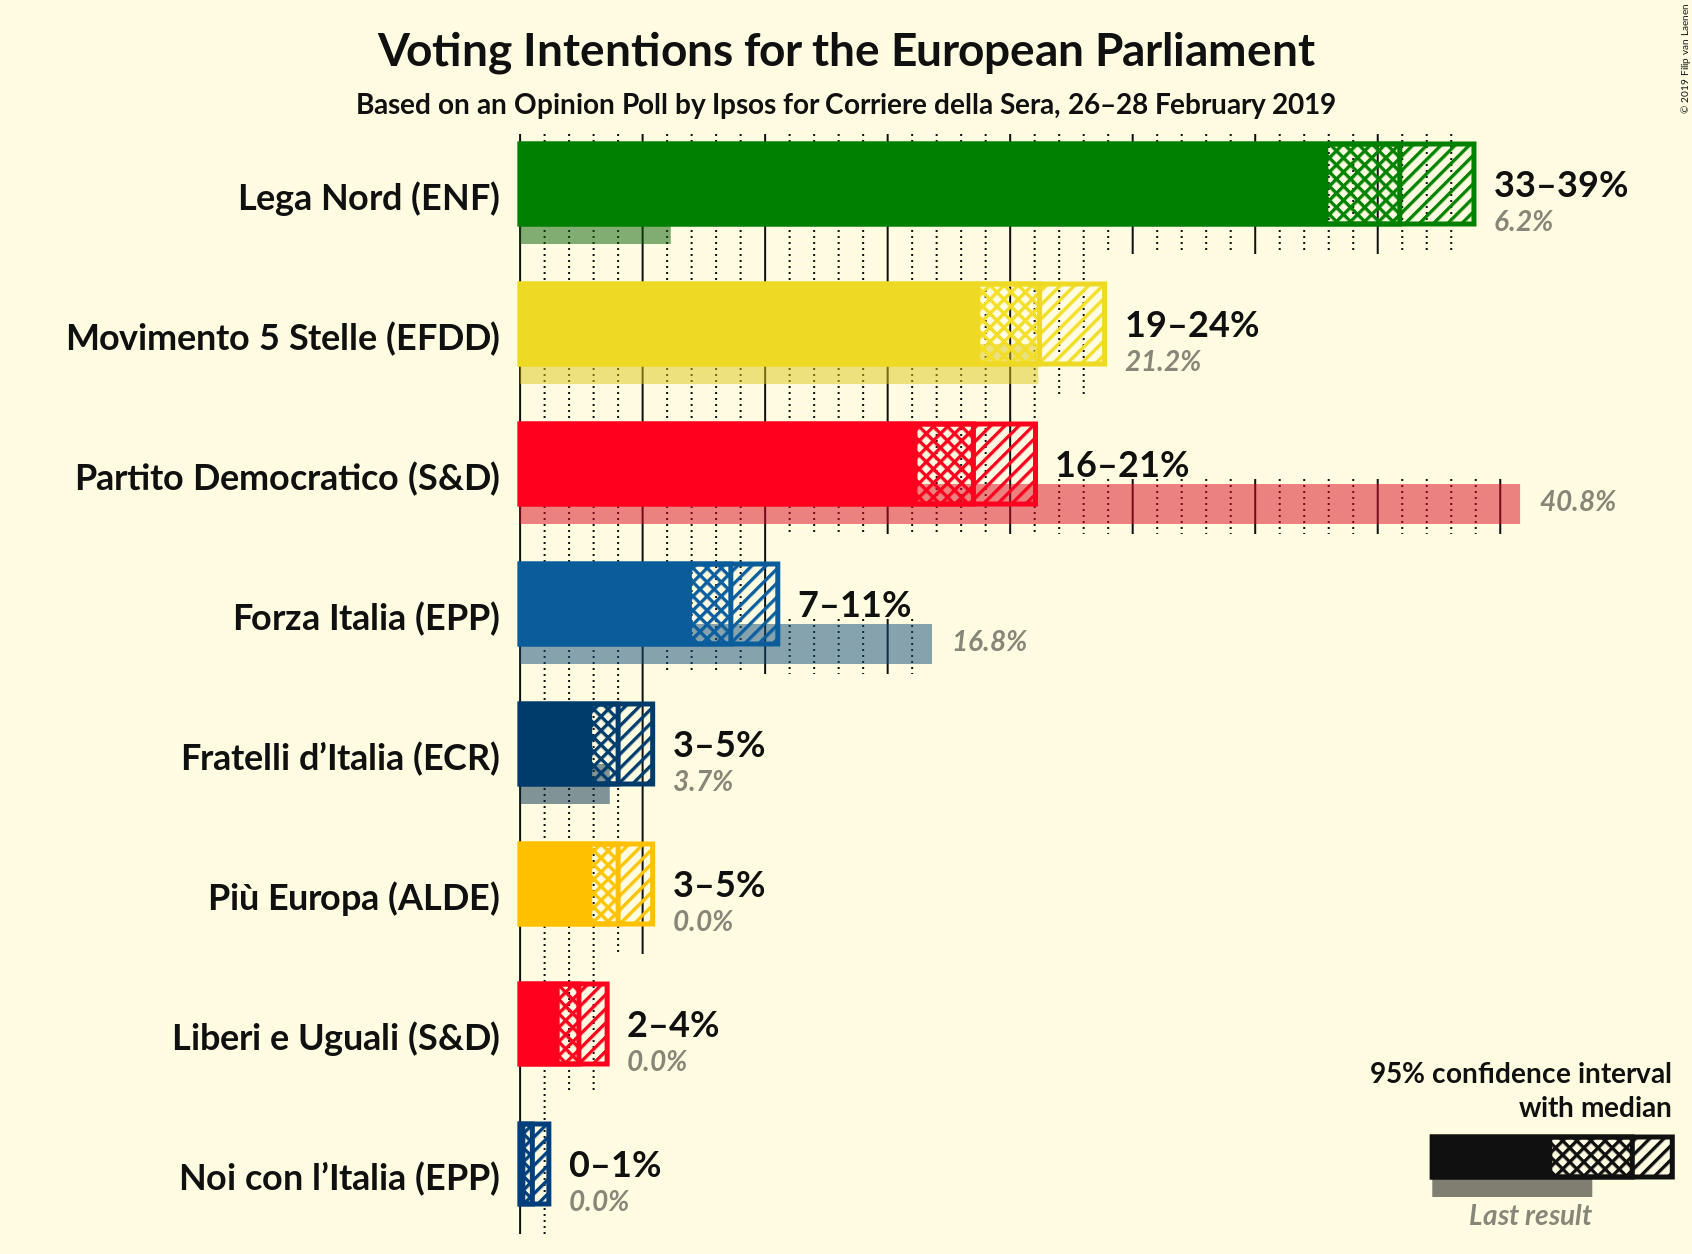 Voting Intentions for the European Parliament
Based on an Opinion Poll by Ipsos for Corriere della Sera, 26–28 February 2019
© 2019 Filip van Laenen
Lega Nord (ENF)
33–39%
6.2%
Movimento 5 Stelle (EFDD)
19–24%
21.2%
Partito Democratico (S&D)
16–21%
40.8%
Forza Italia (EPP)
7–11%
16.8%
Fratelli d’Italia (ECR)
3–5%
3.7%
Più Europa (ALDE)
3–5%
0.0%
Liberi e Uguali (S&D)
2–4%
0.0%
Noi con l’Italia (EPP)
0–1%
0.0%
95% confidence interval
with median
Last result